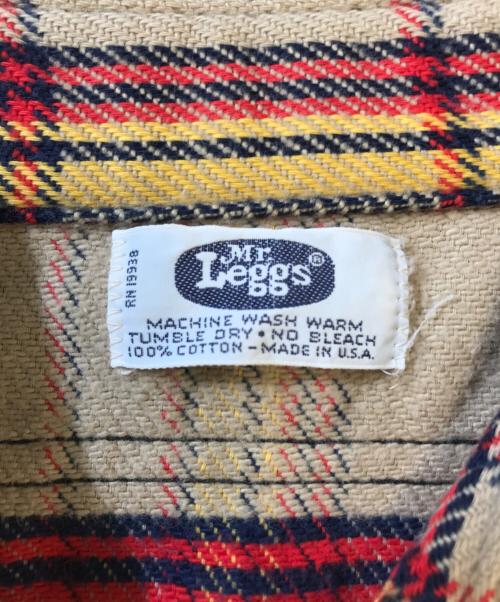 Mr.
Leggs®
RN 19938
MACHINE WASH WARM
TUMBLE DRY • NO BLEACH
100% COTTON - MADE IN U.S.A.